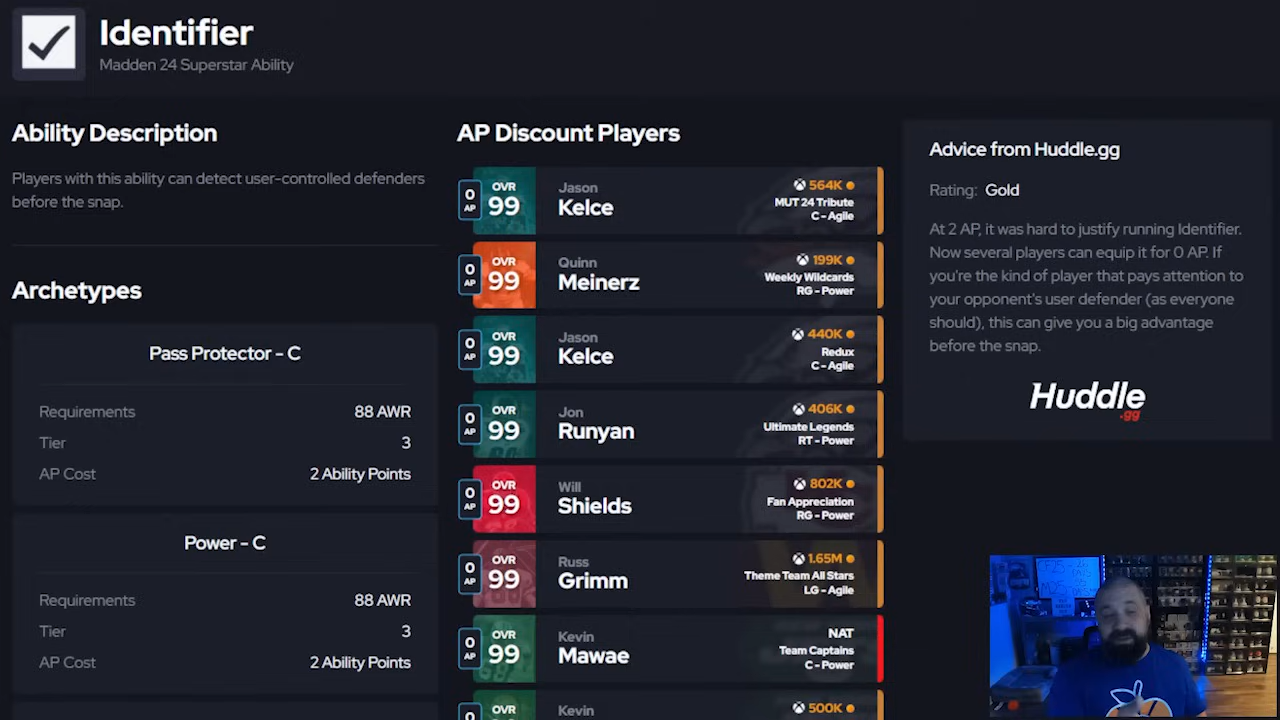 Identifier
Madden 24 Superstar Ability
Ability Description
Players with this ability can detect user-controlled defenders
before the snap.
Archetypes
Pass Protector - C
Requirements 88 AWR
Tier 3
AP Cost 2 Ability Points
Power - C
Requirements 88 AWR
Tier 3
AP Cost 2 Ability Points
AP Discount Players
0 AP OVR 99 Jason Kelce 564K MUT 24 Tribute C - Agile
0 AP OVR 99 Quinn Meinerz 199K Weekly Wildcards RG - Power
0 AP OVR 99 Jason Kelce 440K Redux C - Agile
0 AP OVR 99 Jon Runyan 406K Ultimate Legends RT - Power
0 AP OVR 99 Will Shields 802K Fan Appreciation RG - Power
0 AP OVR 99 Russ Grimm 1.65M Theme Team All Stars LG - Agile
0 AP OVR 99 Kevin Mawae NAT Team Captains C - Power
0 OVR Kevin 500K
Advice from Huddle.gg
Rating: Gold
At 2 AP, it was hard to justify running Identifier.
Now several players can equip it for 0 AP. If
you're the kind of player that pays attention to
your opponent's user defender (as everyone
should), this can give you a big advantage
before the snap.
Huddle
.gg